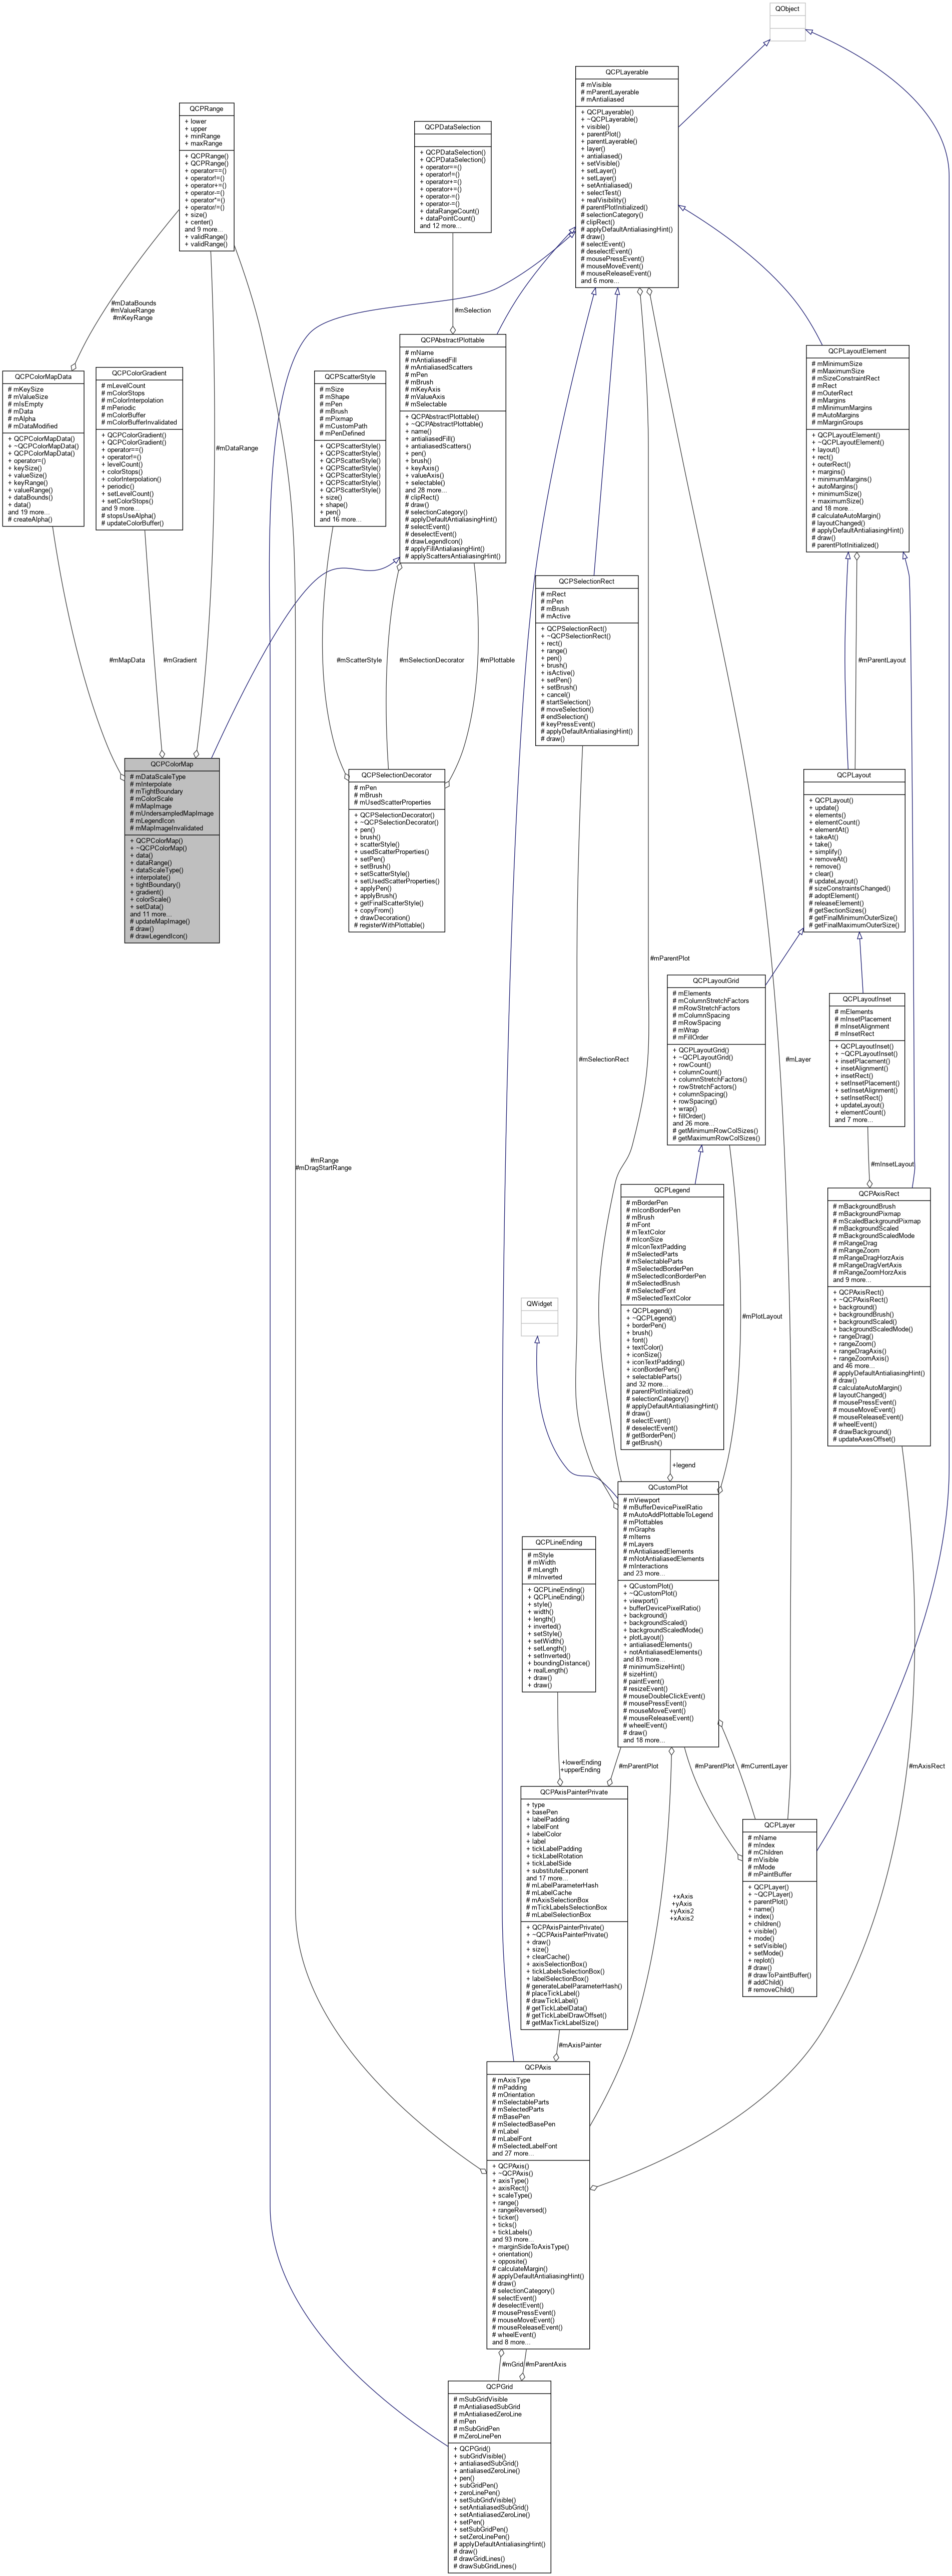 QObject
QCPLayerable
# mVisible
# mParentLayerable
# mAntialiased
+ QCPLayerable()
+ ~QCPLayerable()
+ visible()
+ parentPlot()
+ parentLayerable()
+ layer()
+ antialiased()
+ setVisible()
+ setLayer()
+ setLayer()
+ setAntialiased()
+ selectTest()
+ realVisibility()
# parentPlotInitialized()
# selectionCategory()
# clipRect()
# applyDefaultAntialiasingHint()
# draw()
# selectEvent()
# deselectEvent()
# mousePressEvent()
# mouseMoveEvent()
# mouseReleaseEvent()
and 6 more...
QCPRange
+ lower
+ upper
+ minRange
+ maxRange
+ QCPRange()
+ QCPRange()
+ operator==()
+ operator!=()
+ operator+=()
+ operator-=()
+ operator*=()
+ operator/=()
+ size()
+ center()
and 9 more...
+ validRange()
+ validRange()
QCPDataSelection
+ QCPDataSelection()
+ QCPDataSelection()
+ operator==()
+ operator!=()
+ operator+=()
+ operator+=()
+ operator-=()
+ operator-=()
+ dataRangeCount()
+ dataPointCount()
and 12 more...
#mDataBounds
#mValueRange
#mKeyRange
#mSelection
QCPColorMapData
# mKeySize
# mValueSize
# mIsEmpty
# mData
# mAlpha
# mDataModified
+ QCPColorMapData()
+ ~QCPColorMapData()
+ QCPColorMapData()
+ operator=()
+ keySize()
+ valueSize()
+ keyRange()
+ valueRange()
+ dataBounds()
+ data()
and 19 more...
# createAlpha()
QCPColorGradient
# mLevelCount
# mColorStops
# mColorInterpolation
# mPeriodic
# mColorBuffer
# mColorBufferInvalidated
+ QCPColorGradient()
+ QCPColorGradient()
+ operator==()
+ operator!=()
+ levelCount()
+ colorStops()
+ colorInterpolation()
+ periodic()
+ setLevelCount()
+ setColorStops()
and 9 more...
# stopsUseAlpha()
# updateColorBuffer()
#mDataRange
QCPScatterStyle
# mSize
# mShape
# mPen
# mBrush
# mPixmap
# mCustomPath
# mPenDefined
+ QCPScatterStyle()
+ QCPScatterStyle()
+ QCPScatterStyle()
+ QCPScatterStyle()
+ QCPScatterStyle()
+ QCPScatterStyle()
+ QCPScatterStyle()
+ size()
+ shape()
+ pen()
and 16 more...
QCPAbstractPlottable
# mName
# mAntialiasedFill
# mAntialiasedScatters
# mPen
# mBrush
# mKeyAxis
# mValueAxis
# mSelectable
+ QCPAbstractPlottable()
+ ~QCPAbstractPlottable()
+ name()
+ antialiasedFill()
+ antialiasedScatters()
+ pen()
+ brush()
+ keyAxis()
+ valueAxis()
+ selectable()
and 28 more...
# clipRect()
# draw()
# selectionCategory()
# applyDefaultAntialiasingHint()
# selectEvent()
# deselectEvent()
# drawLegendIcon()
# applyFillAntialiasingHint()
# applyScattersAntialiasingHint()
QCPLayoutElement
# mMinimumSize
# mMaximumSize
# mSizeConstraintRect
# mRect
# mOuterRect
# mMargins
# mMinimumMargins
# mAutoMargins
# mMarginGroups
+ QCPLayoutElement()
+ ~QCPLayoutElement()
+ layout()
+ rect()
+ outerRect()
+ margins()
+ minimumMargins()
+ autoMargins()
+ minimumSize()
+ maximumSize()
and 18 more...
# calculateAutoMargin()
# layoutChanged()
# applyDefaultAntialiasingHint()
# draw()
# parentPlotInitialized()
QCPSelectionRect
# mRect
# mPen
# mBrush
# mActive
+ QCPSelectionRect()
+ ~QCPSelectionRect()
+ rect()
+ range()
+ pen()
+ brush()
+ isActive()
+ setPen()
+ setBrush()
+ cancel()
# startSelection()
# moveSelection()
# endSelection()
# keyPressEvent()
# applyDefaultAntialiasingHint()
# draw()
#mMapData
#mGradient
#mScatterStyle
#mSelectionDecorator
#mPlottable
#mParentLayout
QCPColorMap
# mDataScaleType
# mInterpolate
# mTightBoundary
# mColorScale
# mMapImage
# mUndersampledMapImage
# mLegendIcon
# mMapImageInvalidated
+ QCPColorMap()
+ ~QCPColorMap()
+ data()
+ dataRange()
+ dataScaleType()
+ interpolate()
+ tightBoundary()
+ gradient()
+ colorScale()
+ setData()
and 11 more...
# updateMapImage()
# draw()
# drawLegendIcon()
QCPSelectionDecorator
# mPen
# mBrush
# mUsedScatterProperties
+ QCPSelectionDecorator()
+ ~QCPSelectionDecorator()
+ pen()
+ brush()
+ scatterStyle()
+ usedScatterProperties()
+ setPen()
+ setBrush()
+ setScatterStyle()
+ setUsedScatterProperties()
+ applyPen()
+ applyBrush()
+ getFinalScatterStyle()
+ copyFrom()
+ drawDecoration()
# registerWithPlottable()
QCPLayout
+ QCPLayout()
+ update()
+ elements()
+ elementCount()
+ elementAt()
+ takeAt()
+ take()
+ simplify()
+ removeAt()
+ remove()
+ clear()
# updateLayout()
# sizeConstraintsChanged()
# adoptElement()
# releaseElement()
# getSectionSizes()
# getFinalMinimumOuterSize()
# getFinalMaximumOuterSize()
#mParentPlot
#mSelectionRect
#mLayer
QCPLayoutGrid
# mElements
# mColumnStretchFactors
# mRowStretchFactors
# mColumnSpacing
# mRowSpacing
# mWrap
# mFillOrder
+ QCPLayoutGrid()
+ ~QCPLayoutGrid()
+ rowCount()
+ columnCount()
+ columnStretchFactors()
+ rowStretchFactors()
+ columnSpacing()
+ rowSpacing()
+ wrap()
+ fillOrder()
and 26 more...
# getMinimumRowColSizes()
# getMaximumRowColSizes()
QCPLayoutInset
# mElements
# mInsetPlacement
# mInsetAlignment
# mInsetRect
+ QCPLayoutInset()
+ ~QCPLayoutInset()
+ insetPlacement()
+ insetAlignment()
+ insetRect()
+ setInsetPlacement()
+ setInsetAlignment()
+ setInsetRect()
+ updateLayout()
+ elementCount()
and 7 more...
#mInsetLayout
#mRange
#mDragStartRange
QCPLegend
# mBorderPen
# mIconBorderPen
# mBrush
# mFont
# mTextColor
# mIconSize
# mIconTextPadding
# mSelectedParts
# mSelectableParts
# mSelectedBorderPen
# mSelectedIconBorderPen
# mSelectedBrush
# mSelectedFont
# mSelectedTextColor
+ QCPLegend()
+ ~QCPLegend()
+ borderPen()
+ brush()
+ font()
+ textColor()
+ iconSize()
+ iconTextPadding()
+ iconBorderPen()
+ selectableParts()
and 32 more...
# parentPlotInitialized()
# selectionCategory()
# applyDefaultAntialiasingHint()
# draw()
# selectEvent()
# deselectEvent()
# getBorderPen()
# getBrush()
QCPAxisRect
# mBackgroundBrush
# mBackgroundPixmap
# mScaledBackgroundPixmap
# mBackgroundScaled
# mBackgroundScaledMode
# mRangeDrag
# mRangeZoom
# mRangeDragHorzAxis
# mRangeDragVertAxis
# mRangeZoomHorzAxis
and 9 more...
+ QCPAxisRect()
+ ~QCPAxisRect()
+ background()
+ backgroundBrush()
+ backgroundScaled()
+ backgroundScaledMode()
+ rangeDrag()
+ rangeZoom()
+ rangeDragAxis()
+ rangeZoomAxis()
and 46 more...
# applyDefaultAntialiasingHint()
# draw()
# calculateAutoMargin()
# layoutChanged()
# mousePressEvent()
# mouseMoveEvent()
# mouseReleaseEvent()
# wheelEvent()
# drawBackground()
# updateAxesOffset()
QWidget
#mPlotLayout
+legend
QCustomPlot
# mViewport
# mBufferDevicePixelRatio
# mAutoAddPlottableToLegend
# mPlottables
# mGraphs
# mItems
# mLayers
# mAntialiasedElements
# mNotAntialiasedElements
# mInteractions
and 23 more...
+ QCustomPlot()
+ ~QCustomPlot()
+ viewport()
+ bufferDevicePixelRatio()
+ background()
+ backgroundScaled()
+ backgroundScaledMode()
+ plotLayout()
+ antialiasedElements()
+ notAntialiasedElements()
and 83 more...
# minimumSizeHint()
# sizeHint()
# paintEvent()
# resizeEvent()
# mouseDoubleClickEvent()
# mousePressEvent()
# mouseMoveEvent()
# mouseReleaseEvent()
# wheelEvent()
# draw()
and 18 more...
QCPLineEnding
# mStyle
# mWidth
# mLength
# mInverted
+ QCPLineEnding()
+ QCPLineEnding()
+ style()
+ width()
+ length()
+ inverted()
+ setStyle()
+ setWidth()
+ setLength()
+ setInverted()
+ boundingDistance()
+ realLength()
+ draw()
+ draw()
+lowerEnding
+upperEnding
#mParentPlot
#mParentPlot
#mCurrentLayer
#mAxisRect
QCPAxisPainterPrivate
+ type
+ basePen
+ labelPadding
+ labelFont
+ labelColor
+ label
+ tickLabelPadding
+ tickLabelRotation
+ tickLabelSide
+ substituteExponent
and 17 more...
# mLabelParameterHash
# mLabelCache
# mAxisSelectionBox
# mTickLabelsSelectionBox
# mLabelSelectionBox
+ QCPAxisPainterPrivate()
+ ~QCPAxisPainterPrivate()
+ draw()
+ size()
+ clearCache()
+ axisSelectionBox()
+ tickLabelsSelectionBox()
+ labelSelectionBox()
# generateLabelParameterHash()
# placeTickLabel()
# drawTickLabel()
# getTickLabelData()
# getTickLabelDrawOffset()
# getMaxTickLabelSize()
QCPLayer
# mName
# mIndex
# mChildren
# mVisible
# mMode
# mPaintBuffer
+ QCPLayer()
+ ~QCPLayer()
+ parentPlot()
+ name()
+ index()
+ children()
+ visible()
+ mode()
+ setVisible()
+ setMode()
+ replot()
# draw()
# drawToPaintBuffer()
# addChild()
# removeChild()
+xAxis
+yAxis
+yAxis2
+xAxis2
#mAxisPainter
QCPAxis
# mAxisType
# mPadding
# mOrientation
# mSelectableParts
# mSelectedParts
# mBasePen
# mSelectedBasePen
# mLabel
# mLabelFont
# mSelectedLabelFont
and 27 more...
+ QCPAxis()
+ ~QCPAxis()
+ axisType()
+ axisRect()
+ scaleType()
+ range()
+ rangeReversed()
+ ticker()
+ ticks()
+ tickLabels()
and 93 more...
+ marginSideToAxisType()
+ orientation()
+ opposite()
# calculateMargin()
# applyDefaultAntialiasingHint()
# draw()
# selectionCategory()
# selectEvent()
# deselectEvent()
# mousePressEvent()
# mouseMoveEvent()
# mouseReleaseEvent()
# wheelEvent()
and 8 more...
#mGrid
#mParentAxis
QCPGrid
# mSubGridVisible
# mAntialiasedSubGrid
# mAntialiasedZeroLine
# mPen
# mSubGridPen
# mZeroLinePen
+ QCPGrid()
+ subGridVisible()
+ antialiasedSubGrid()
+ antialiasedZeroLine()
+ pen()
+ subGridPen()
+ zeroLinePen()
+ setSubGridVisible()
+ setAntialiasedSubGrid()
+ setAntialiasedZeroLine()
+ setPen()
+ setSubGridPen()
+ setZeroLinePen()
# applyDefaultAntialiasingHint()
# draw()
# drawGridLines()
# drawSubGridLines()